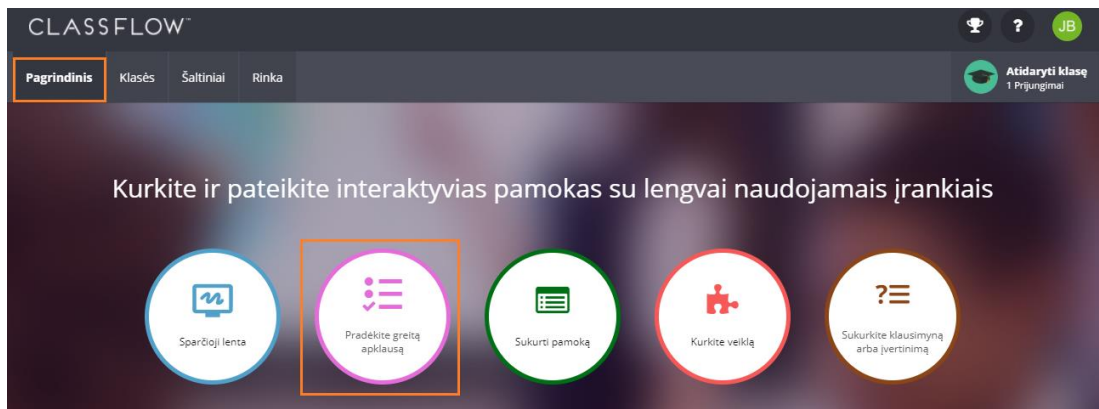 CLASSFLOW™
? JB
Pagrindinis Klasės Šaltiniai Rinka
Atidaryti klasę
1 Prijungimai
Kurkite ir pateikite interaktyvias pamokas su lengvai naudojamais įrankiais
Sparčioji lenta
Pradėkite greitą
apklausą
Sukurti pamoką
Kurkite veiklą
?
Sukurkite klausimyną
arba įvertinimą